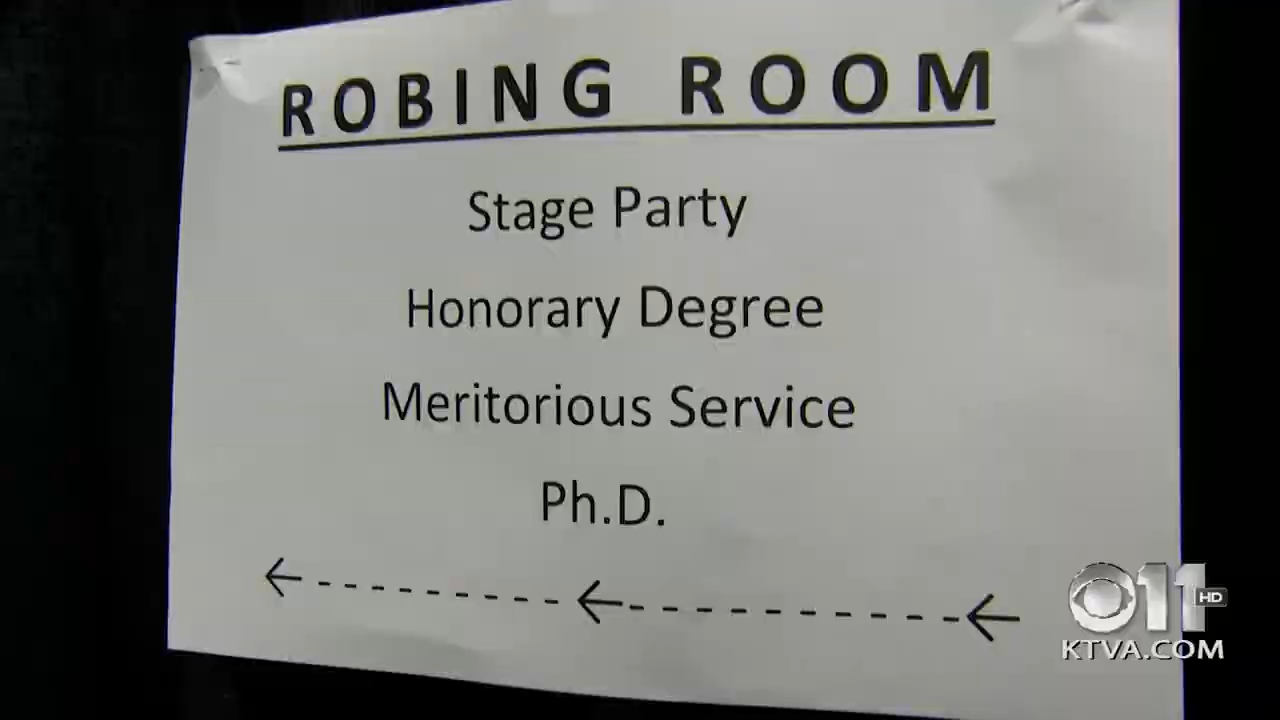 ROBING ROOM
Stage Party
Honorary Degree
Meritorious Service
Ph.D.
11 HD
KTVA.COM